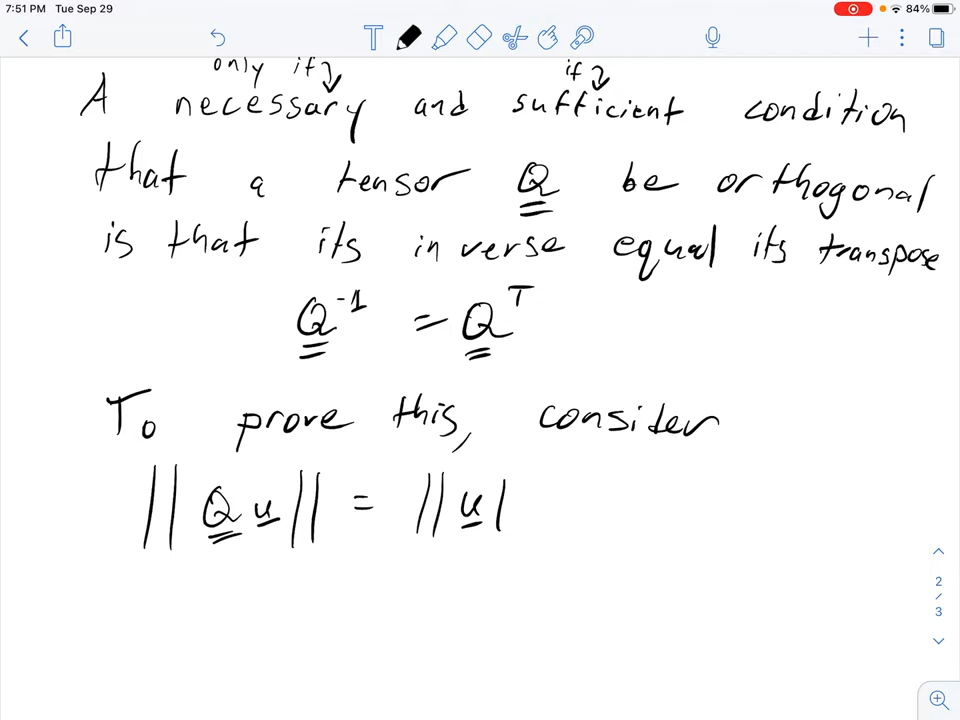 7:51 PM Tue Sep 29
84%
only if if
A necessary and sufficient condition
that a tensor Q be orthogonal
is that its inverse equal its transpose
Q⁻¹ = Qᵀ
To prove this, consider
||Q u|| = ||u|
2
/
3